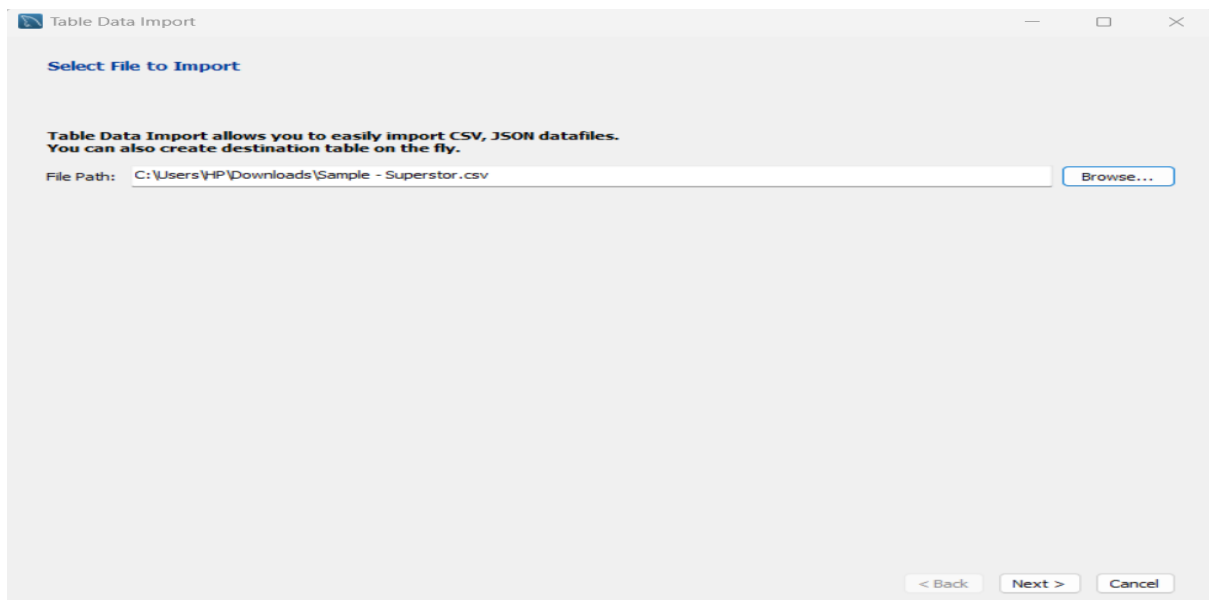 Table Data Import
Select File to Import
Table Data Import allows you to easily import CSV, JSON datafiles.
You can also create destination table on the fly.
File Path: C:\Users\HP\Downloads\Sample - Superstor.csv Browse...
< Back Next > Cancel